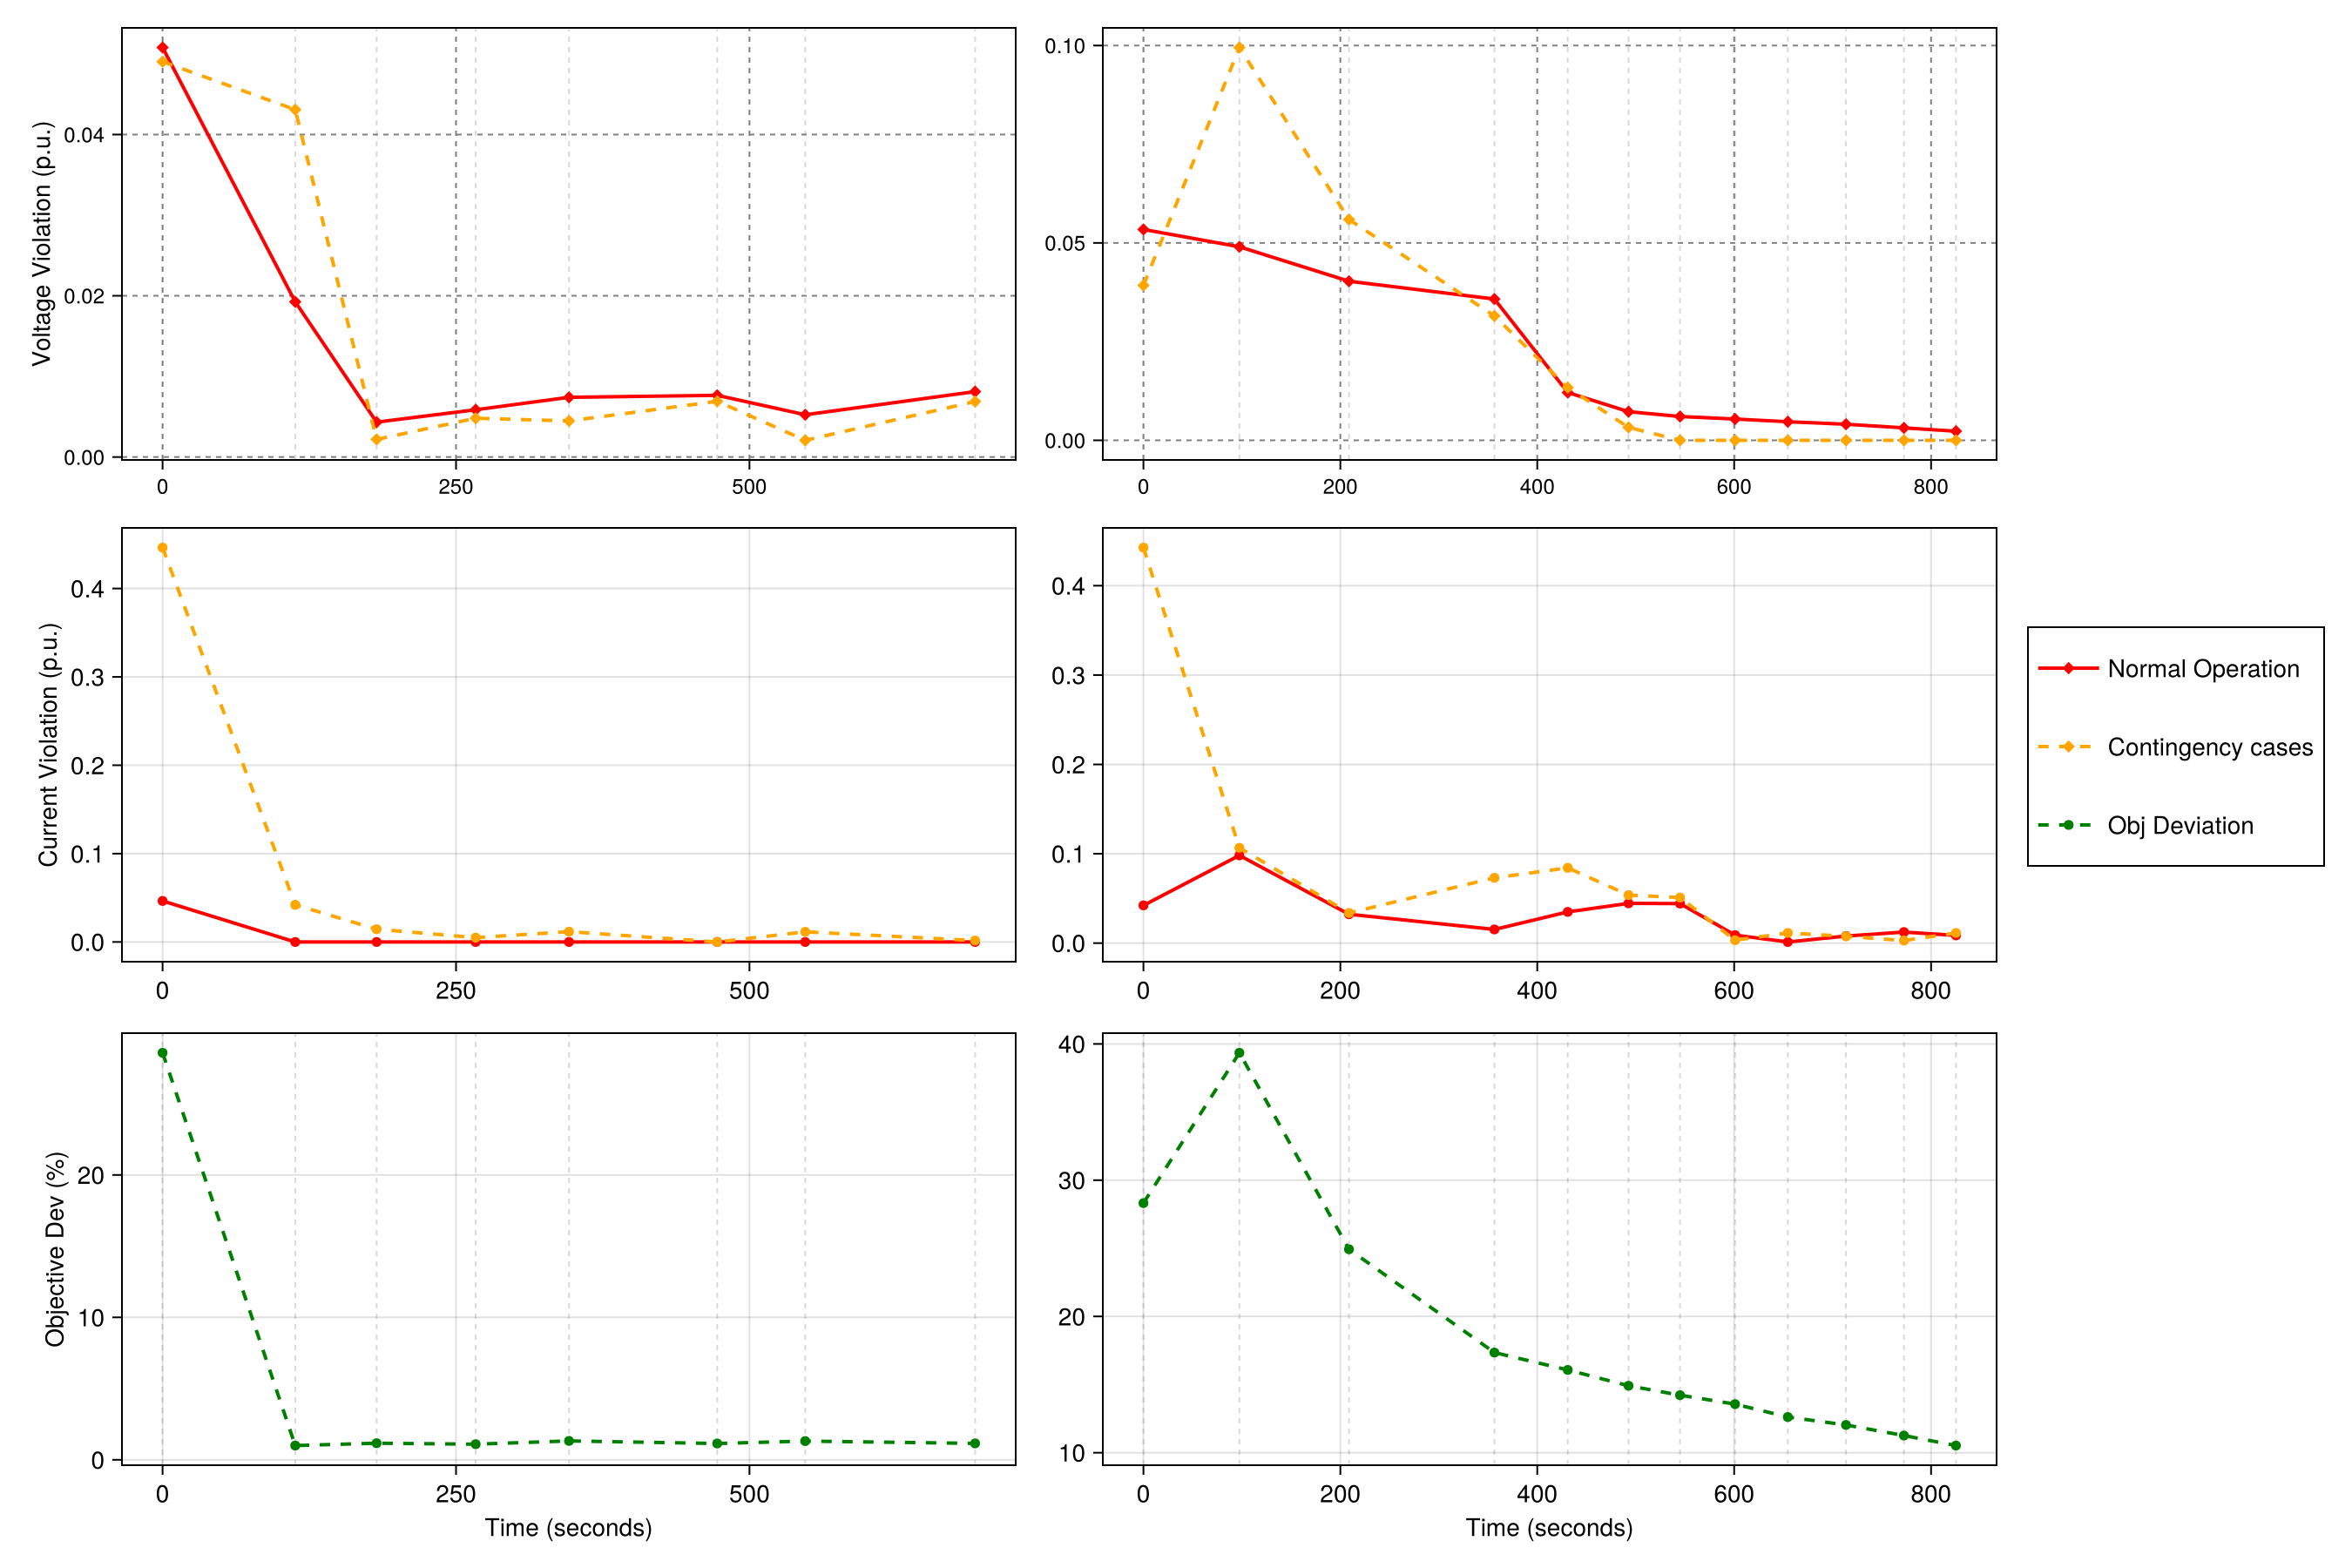 Voltage Violation (p.u.)
0.04
0.02
0.00
0 250 500
0.10
0.05
0.00
0 200 400 600 800
Current Violation (p.u.)
0.4
0.3
0.2
0.1
0.0
0 250 500
0.4
0.3
0.2
0.1
0.0
0 200 400 600 800
Normal Operation
Contingency cases
Obj Deviation
Objective Dev (%)
20
10
0
0 250 500
Time (seconds)
40
30
20
10
0 200 400 600 800
Time (seconds)